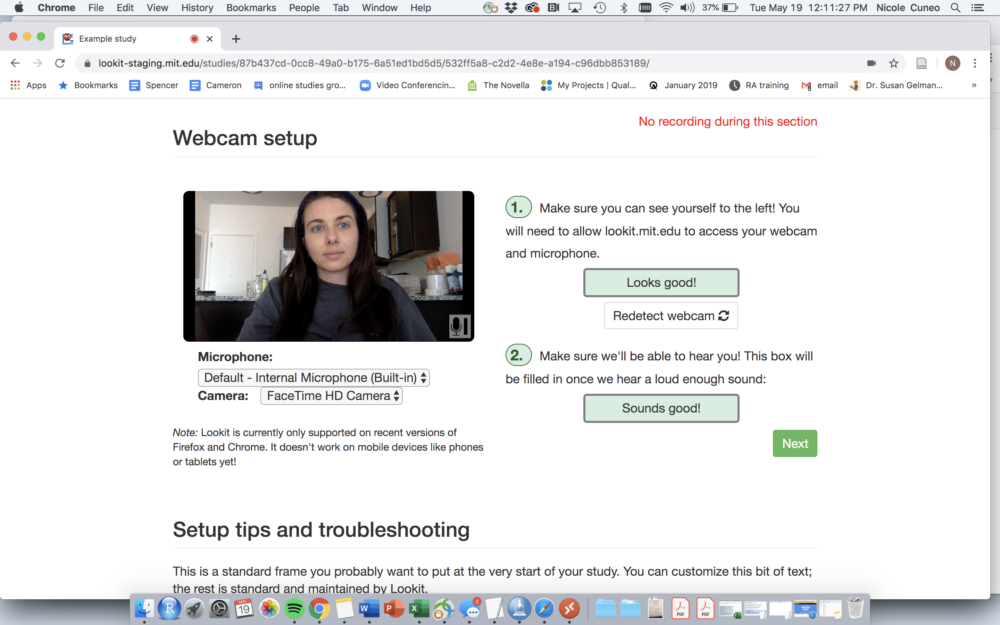 Chrome File Edit View History Bookmarks People Tab Window Help 37% Tue May 19 12:11:27 PM Nicole Cuneo
Example study
lookit-staging.mit.edu/studies/87b437cd-0cc8-49a0-b175-6a51ed1bd5d5/532ff5a8-c2d2-4e8e-a194-c96dbb853189/
N
Apps Bookmarks Spencer Cameron online studies gro... Video Conferencin... The Novella My Projects | Qual... January 2019 RA training 8 email Dr. Susan Gelman... »
No recording during this section
Webcam setup
1. Make sure you can see yourself to the left! You
will need to allow lookit.mit.edu to access your webcam
and microphone.
Looks good!
Redetect webcam
Microphone:
Default - Internal Microphone (Built-in)
Camera: FaceTime HD Camera
2. Make sure we'll be able to hear you! This box will
be filled in once we hear a loud enough sound:
Sounds good!
Note: Lookit is currently only supported on recent versions of
Firefox and Chrome. It doesn't work on mobile devices like phones
or tablets yet!
Next
Setup tips and troubleshooting
This is a standard frame you probably want to put at the very start of your study. You can customize this bit of text;
the rest is standard and maintained by Lookit.
R MAY 19 W P X 2 PDF PDF